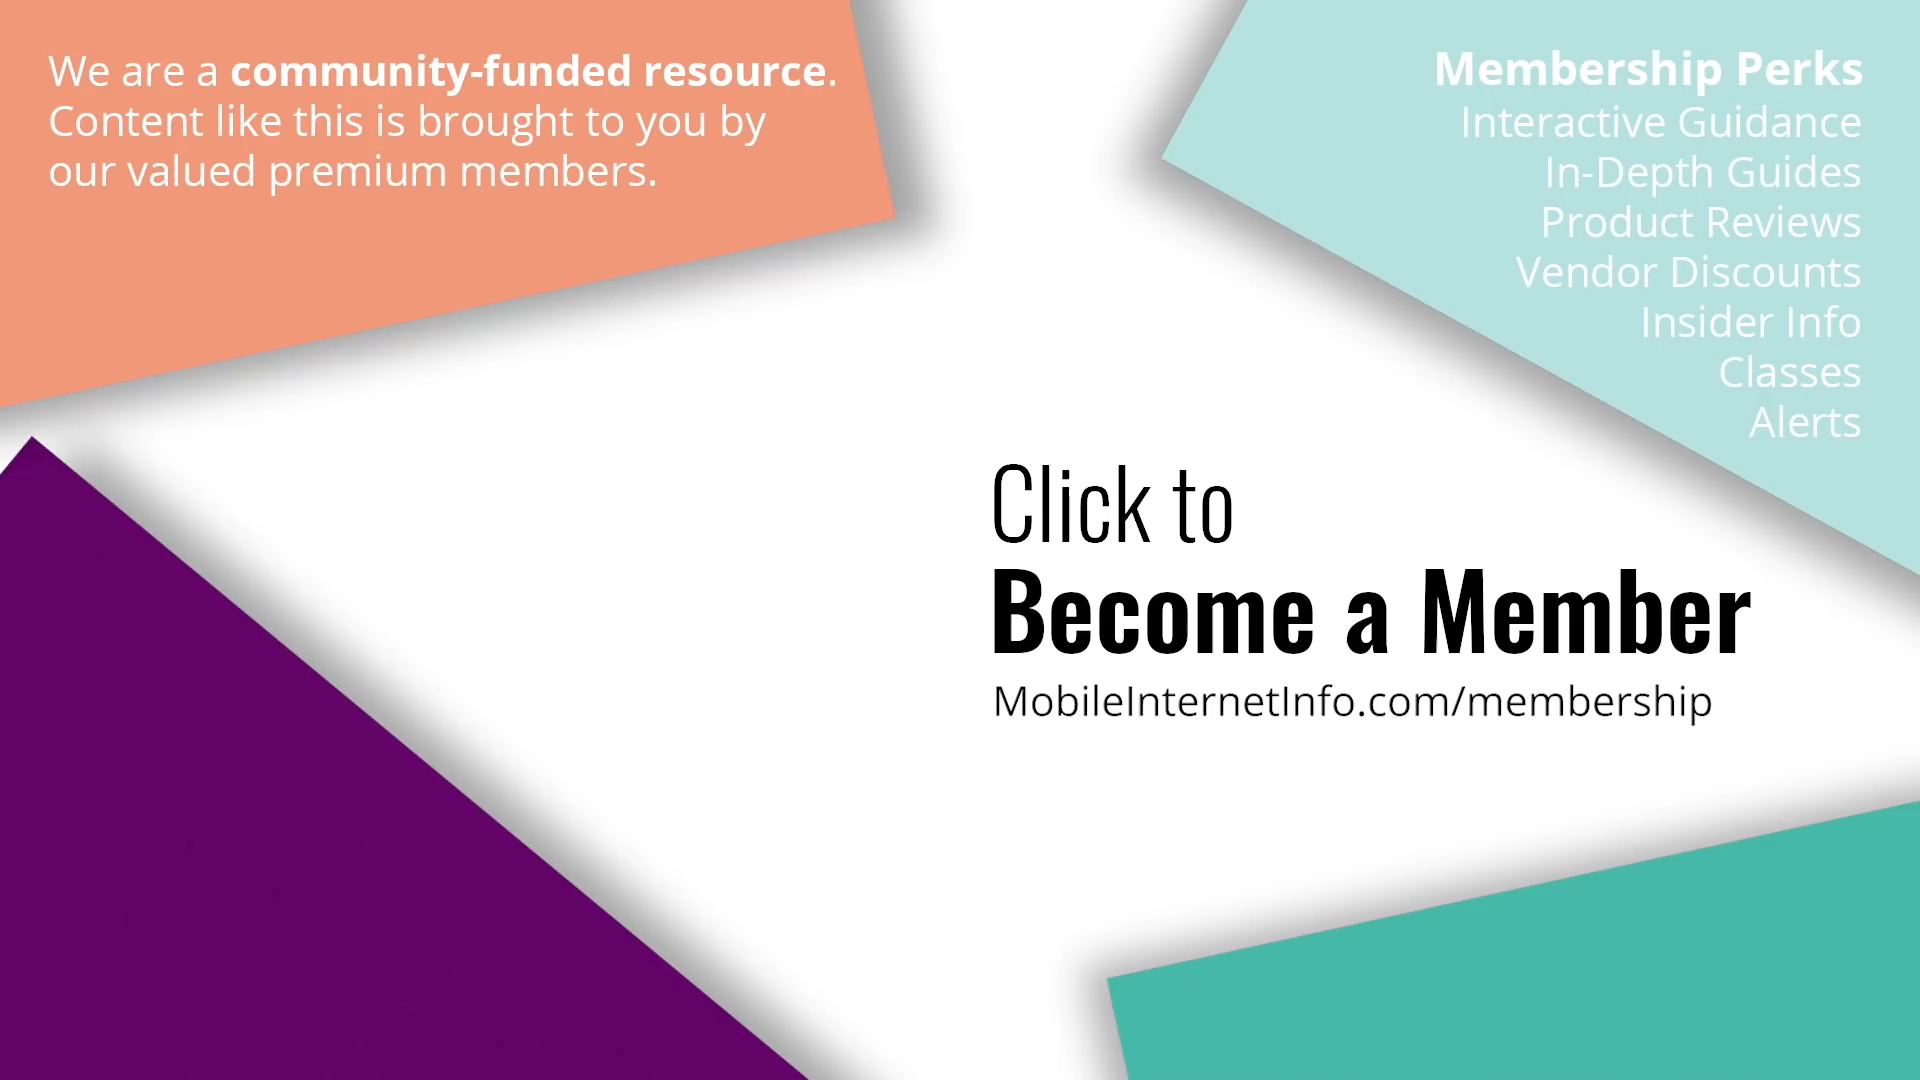 We are a community-funded resource.
Content like this is brought to you by
our valued premium members.
Membership Perks
Interactive Guidance
In-Depth Guides
Product Reviews
Vendor Discounts
Insider Info
Classes
Alerts
Click to
Become a Member
MobileInternetInfo.com/membership